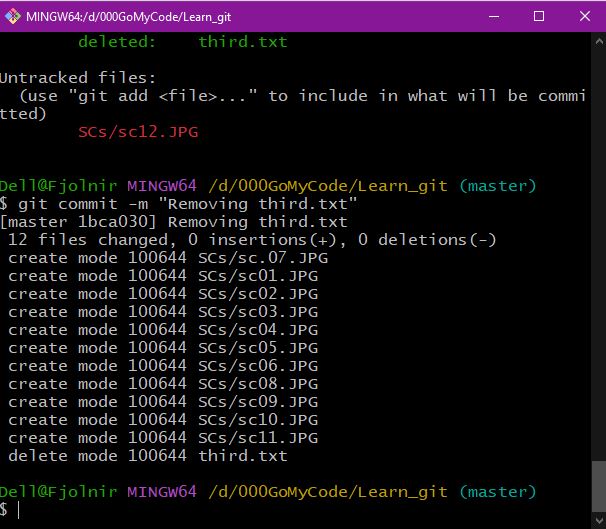 MINGW64:/d/000GoMyCode/Learn_git
deleted:    third.txt
Untracked files:
(use "git add <file>..." to include in what will be commi
tted)
SCs/sc12.JPG
Dell@Fjolnir MINGW64 /d/000GoMyCode/Learn_git (master)
$ git commit -m "Removing third.txt"
[master 1bca030] Removing third.txt
12 files changed, 0 insertions(+), 0 deletions(-)
create mode 100644 SCs/sc.07.JPG
create mode 100644 SCs/sc01.JPG
create mode 100644 SCs/sc02.JPG
create mode 100644 SCs/sc03.JPG
create mode 100644 SCs/sc04.JPG
create mode 100644 SCs/sc05.JPG
create mode 100644 SCs/sc06.JPG
create mode 100644 SCs/sc08.JPG
create mode 100644 SCs/sc09.JPG
create mode 100644 SCs/sc10.JPG
create mode 100644 SCs/sc11.JPG
delete mode 100644 third.txt
Dell@Fjolnir MINGW64 /d/000GoMyCode/Learn_git (master)
$